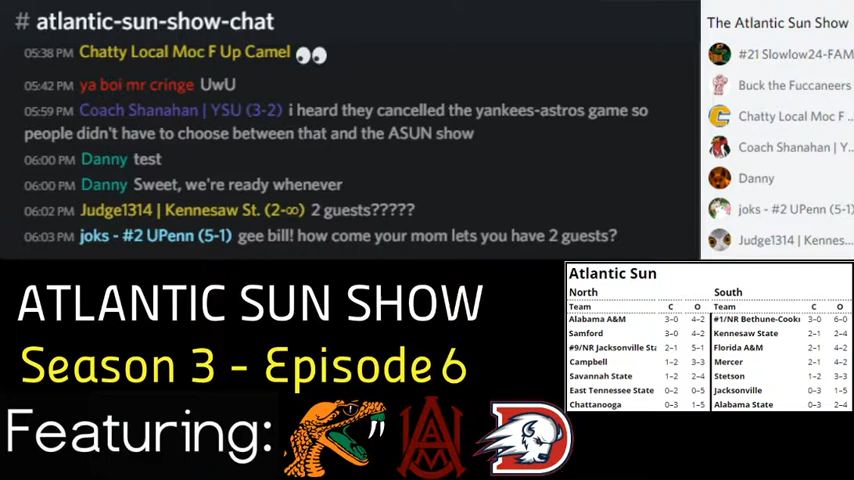 # atlantic-sun-show-chat
05:38 PM Chatty Local Moc F Up Camel 👀
05:42 PM ya boi mr cringe UwU
05:59 PM Coach Shanahan | YSU (3-2) i heard they cancelled the yankees-astros game so
people didn't have to choose between that and the ASUN show
06:00 PM Danny test
06:00 PM Danny Sweet, we're ready whenever
06:02 PM Judge1314 | Kennesaw St. (2-∞) 2 guests?????
06:03 PM joks - #2 UPenn (5-1) gee bill! how come your mom lets you have 2 guests?
The Atlantic Sun Show
#21 Slowlow24-FAM
Buck the Fuccaneers
Chatty Local Moc F ..
Coach Shanahan | Y...
Danny
joks - #2 UPenn (5-1)
Judge1314 | Kennes...
ATLANTIC SUN SHOW
Season 3 - Episode 6
Featuring:
Atlantic Sun
North South
Team C O Team C O
Alabama A&M 3-0 4-2 #1/NR Bethune-Cook 3-0 6-0
Samford 3-0 4-2 Kennesaw State 2-1 2-4
#9/NR Jacksonville Sta 2-1 5-1 Florida A&M 2-1 4-2
Campbell 1-2 3-3 Mercer 2-1 4-2
Savannah State 1-2 2-4 Stetson 1-2 3-3
East Tennessee State 0-2 0-5 Jacksonville 0-3 1-5
Chattanooga 0-3 1-5 Alabama State 0-3 2-4